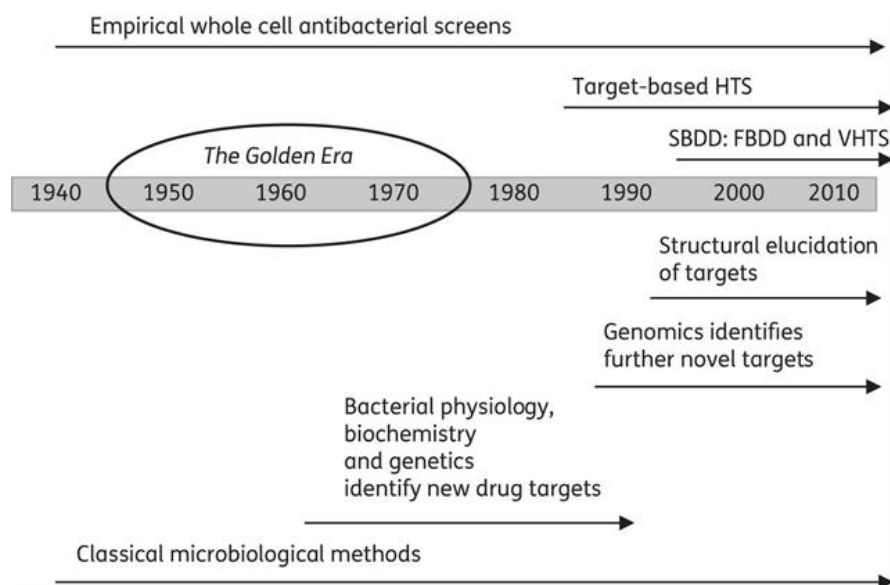 Empirical whole cell antibacterial screens
Target-based HTS
SBDD: FBDD and VHTS
The Golden Era
1940 1950 1960 1970 1980 1990 2000 2010
Structural elucidation
of targets
Genomics identifies
further novel targets
Bacterial physiology,
biochemistry
and genetics
identify new drug targets
Classical microbiological methods